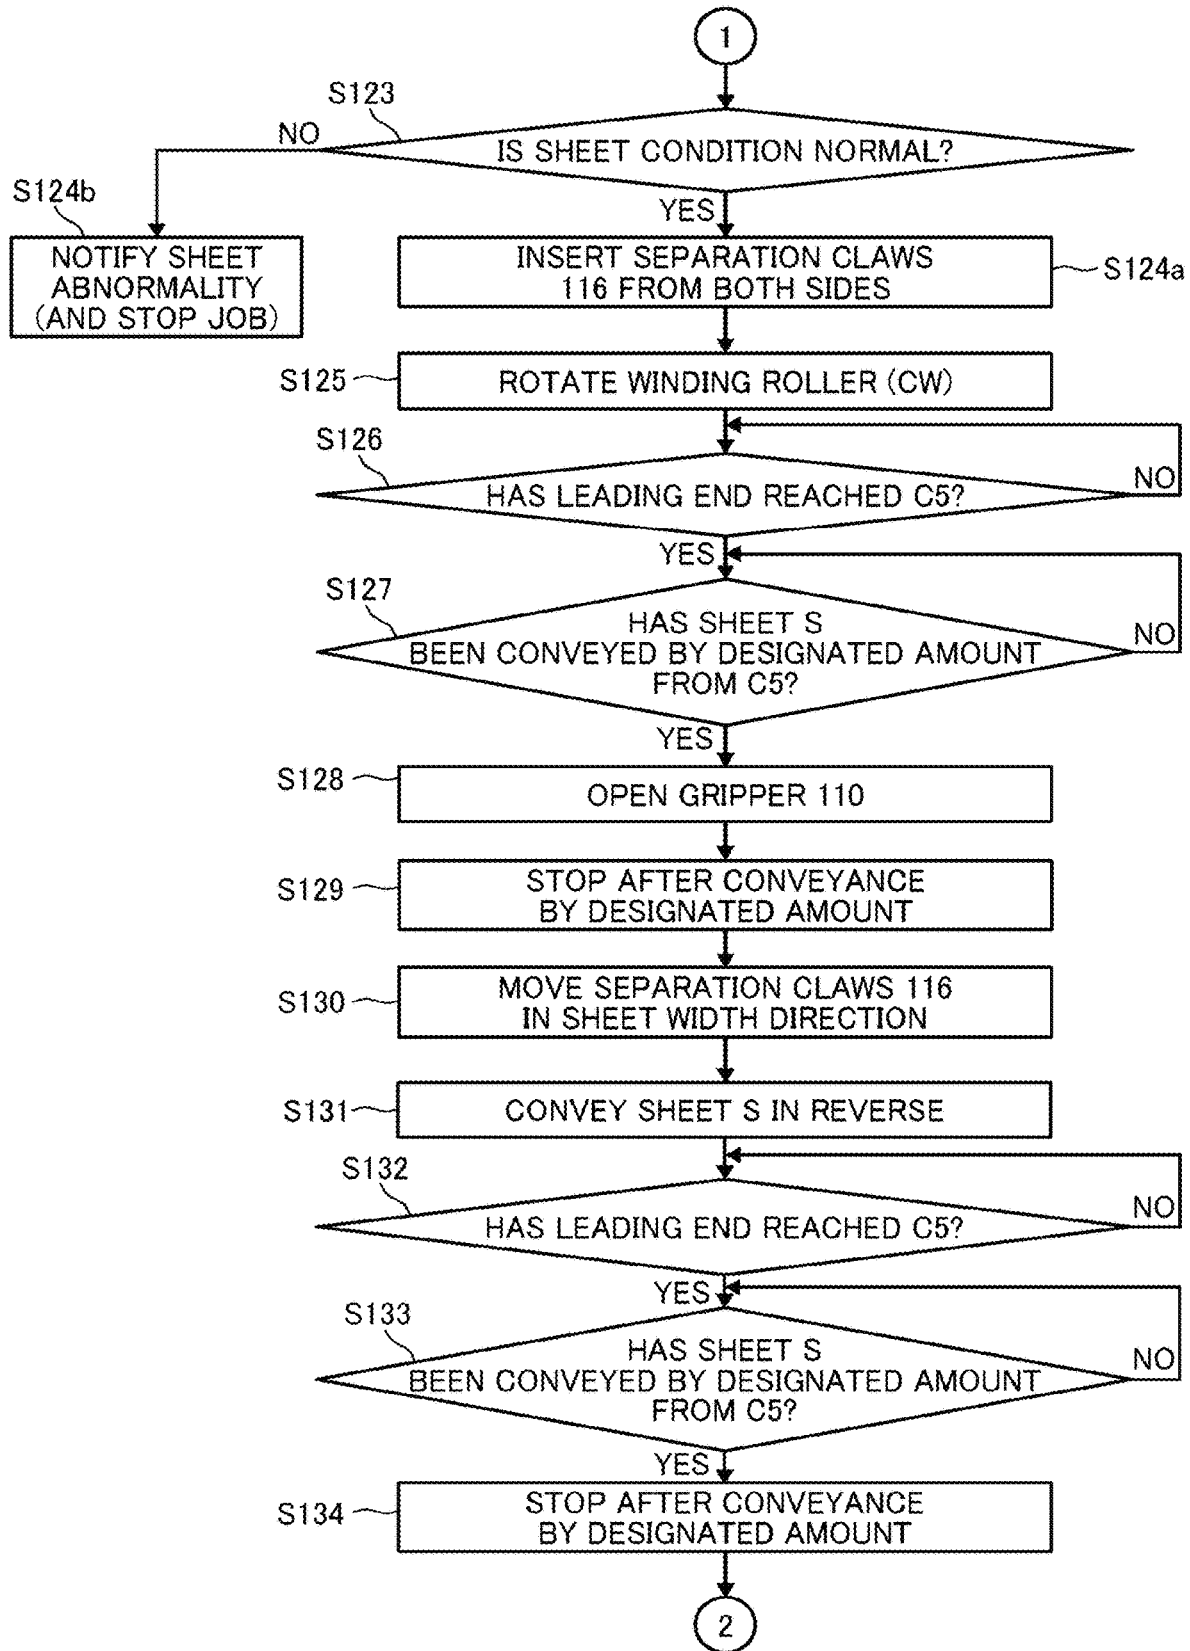 1
S123
NO
IS SHEET CONDITION NORMAL?
S124b
YES
NOTIFY SHEET
ABNORMALITY
(AND STOP JOB)
INSERT SEPARATION CLAWS
116 FROM BOTH SIDES
S124a
S125
ROTATE WINDING ROLLER (CW)
S126
HAS LEADING END REACHED C5?
NO
YES
S127
HAS SHEET S
BEEN CONVEYED BY DESIGNATED AMOUNT
FROM C5?
NO
YES
S128
OPEN GRIPPER 110
S129
STOP AFTER CONVEYANCE
BY DESIGNATED AMOUNT
S130
MOVE SEPARATION CLAWS 116
IN SHEET WIDTH DIRECTION
S131
CONVEY SHEET S IN REVERSE
S132
HAS LEADING END REACHED C5?
NO
YES
S133
HAS SHEET S
BEEN CONVEYED BY DESIGNATED AMOUNT
FROM C5?
NO
YES
S134
STOP AFTER CONVEYANCE
BY DESIGNATED AMOUNT
2